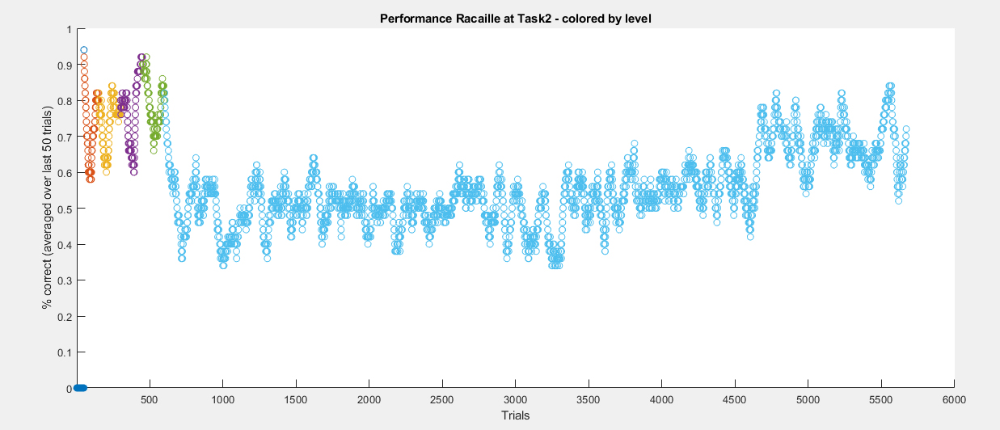 Performance Racaille at Task2 - colored by level
1
0.9
0.8
0.7
0.6
0.5
0.4
0.3
0.2
0.1
0
% correct (averaged over last 50 trials)
500 1000 1500 2000 2500 3000 3500 4000 4500 5000 5500 6000
Trials